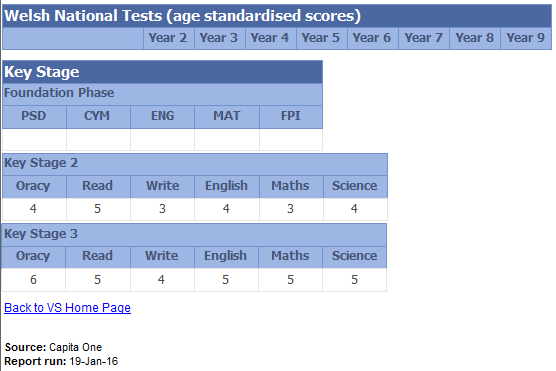 Welsh National Tests (age standardised scores)
Year 2 Year 3 Year 4 Year 5 Year 6 Year 7 Year 8 Year 9
Key Stage
Foundation Phase
PSD CYM ENG MAT FPI
Key Stage 2
Oracy Read Write English Maths Science
4 5 3 4 3 4
Key Stage 3
Oracy Read Write English Maths Science
6 5 4 5 5 5
Back to VS Home Page
Source: Capita One
Report run: 19-Jan-16